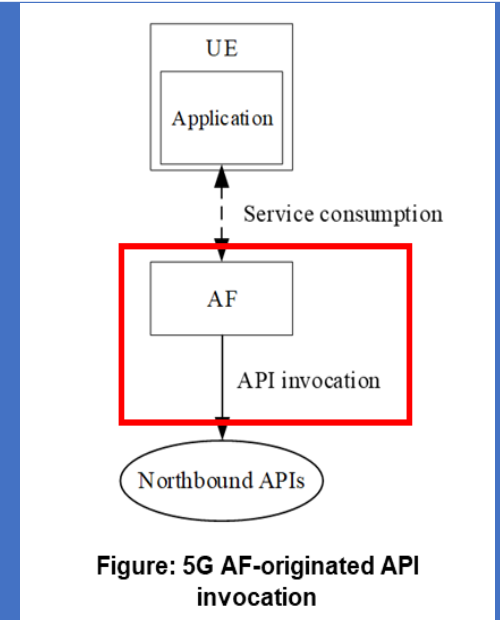 UE
Application
Service consumption
AF
API invocation
Northbound APIs
Figure: 5G AF-originated API
invocation